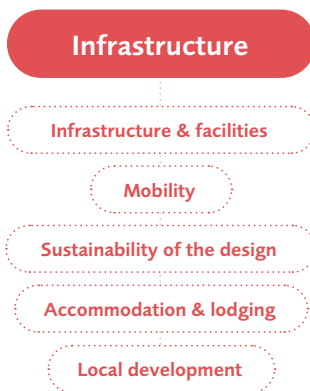 Infrastructure
Infrastructure & facilities
Mobility
Sustainability of the design
Accommodation & lodging
Local development